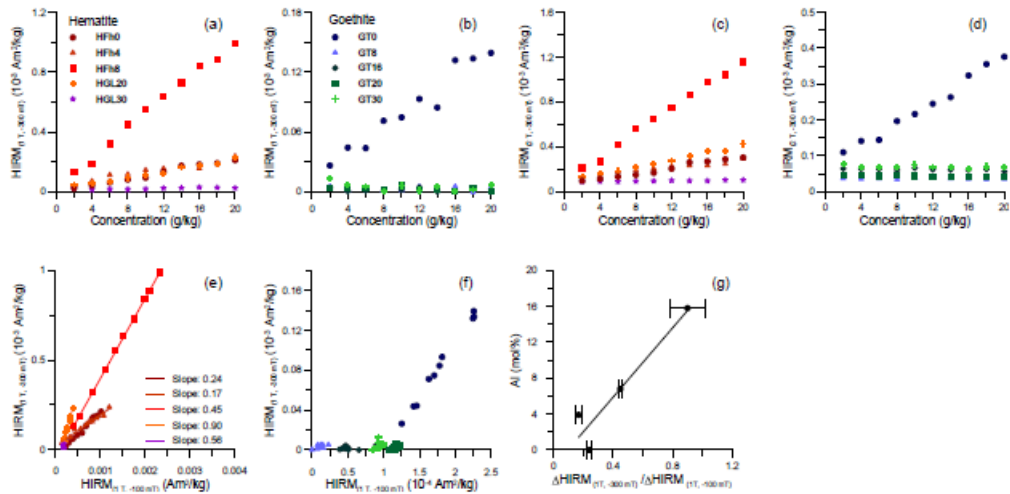 (a)
Hematite
HFh0
HFh4
HFh8
HGL20
HGL30
HIRM(1 T, -300 mT) (10⁻³ Am²/kg)
1.2
0.8
0.4
0
0 4 8 12 16 20
Concentration (g/kg)
(b)
Goethite
GT0
GT8
GT16
GT20
GT30
HIRM(1 T, -300 mT) (10⁻³ Am²/kg)
0.18
0.12
0.06
0
0 4 8 12 16 20
Concentration (g/kg)
(c)
HIRM(2 T, -300 mT) (10⁻³ Am²/kg)
1.8
1.2
0.6
0
0 4 8 12 16 20
Concentration (g/kg)
(d)
HIRM(2 T, -300 mT) (10⁻³ Am²/kg)
0.5
0.4
0.3
0.2
0.1
0
0 4 8 12 16 20
Concentration (g/kg)
(e)
HIRM(1 T, -300 mT) (10⁻³ Am²/kg)
1
0.5
0
0 0.001 0.002 0.003 0.004
Slope: 0.24
Slope: 0.17
Slope: 0.45
Slope: 0.90
Slope: 0.56
HIRM(1 T, -100 mT) (Am²/kg)
(f)
HIRM(1 T, -300 mT) (10⁻³ Am²/kg)
0.16
0.12
0.08
0.04
0
0 0.5 1 1.5 2 2.5
HIRM(1 T, -100 mT) (10⁻⁴ Am²/kg)
(g)
Al (mol%)
20
16
12
8
4
0
0 0.4 0.8 1.2
ΔHIRM(1T, -300 mT) /ΔHIRM(1T, -100mT)